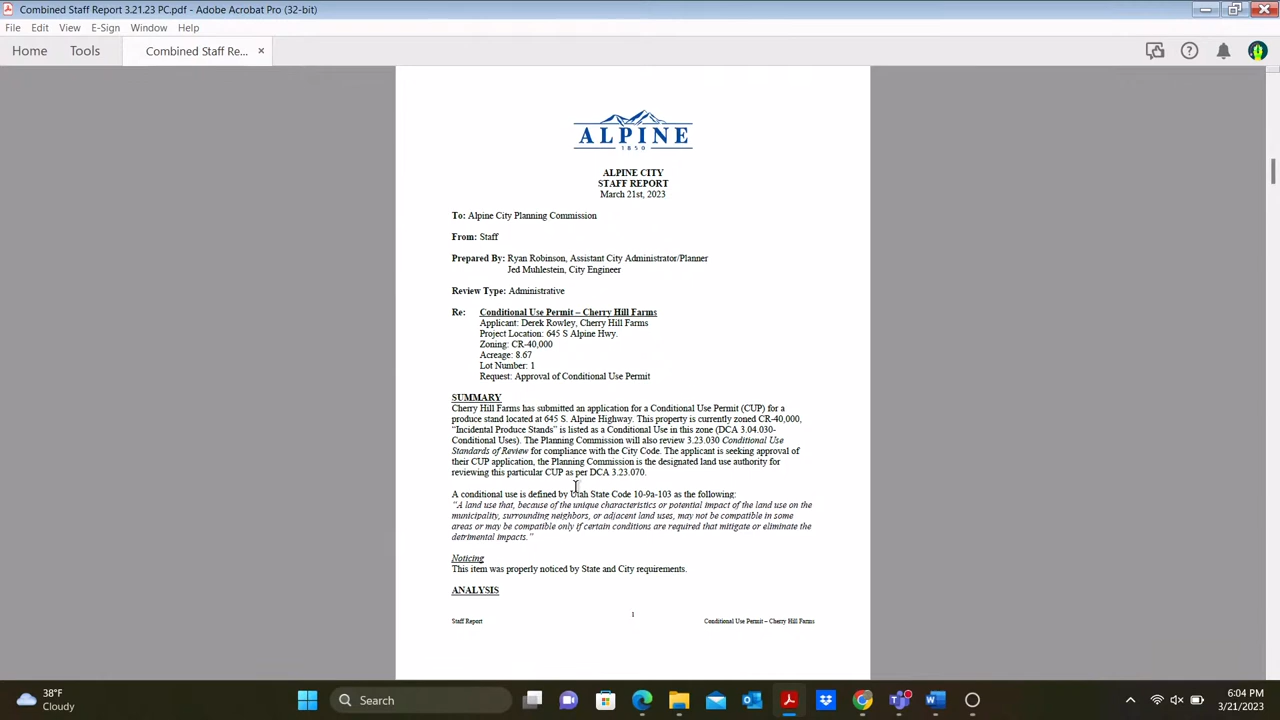 Combined Staff Report 3.21.23 PC.pdf - Adobe Acrobat Pro (32-bit)
File Edit View E-Sign Window Help
Home Tools Combined Staff Re... ×
ALPINE
1850
ALPINE CITY
STAFF REPORT
March 21st, 2023
To: Alpine City Planning Commission
From: Staff
Prepared By: Ryan Robinson, Assistant City Administrator/Planner
Jed Muhlestein, City Engineer
Review Type: Administrative
Re: Conditional Use Permit – Cherry Hill Farms
Applicant: Derek Rowley, Cherry Hill Farms
Project Location: 645 S Alpine Hwy.
Zoning: CR-40,000
Acreage: 8.67
Lot Number: 1
Request: Approval of Conditional Use Permit
SUMMARY
Cherry Hill Farms has submitted an application for a Conditional Use Permit (CUP) for a
produce stand located at 645 S. Alpine Highway. This property is currently zoned CR-40,000,
“Incidental Produce Stands” is listed as a Conditional Use in this zone (DCA 3.04.030-
Conditional Uses). The Planning Commission will also review 3.23.030 Conditional Use
Standards of Review for compliance with the City Code. The applicant is seeking approval of
their CUP application, the Planning Commission is the designated land use authority for
reviewing this particular CUP as per DCA 3.23.070.
A conditional use is defined by Utah State Code 10-9a-103 as the following:
“A land use that, because of the unique characteristics or potential impact of the land use on the
municipality, surrounding neighbors, or adjacent land uses, may not be compatible in some
areas or may be compatible only if certain conditions are required that mitigate or eliminate the
detrimental impacts.”
Noticing
This item was properly noticed by State and City requirements.
ANALYSIS
1
Staff Report Conditional Use Permit – Cherry Hill Farms
38°F
Cloudy
Search
6:04 PM
3/21/2023